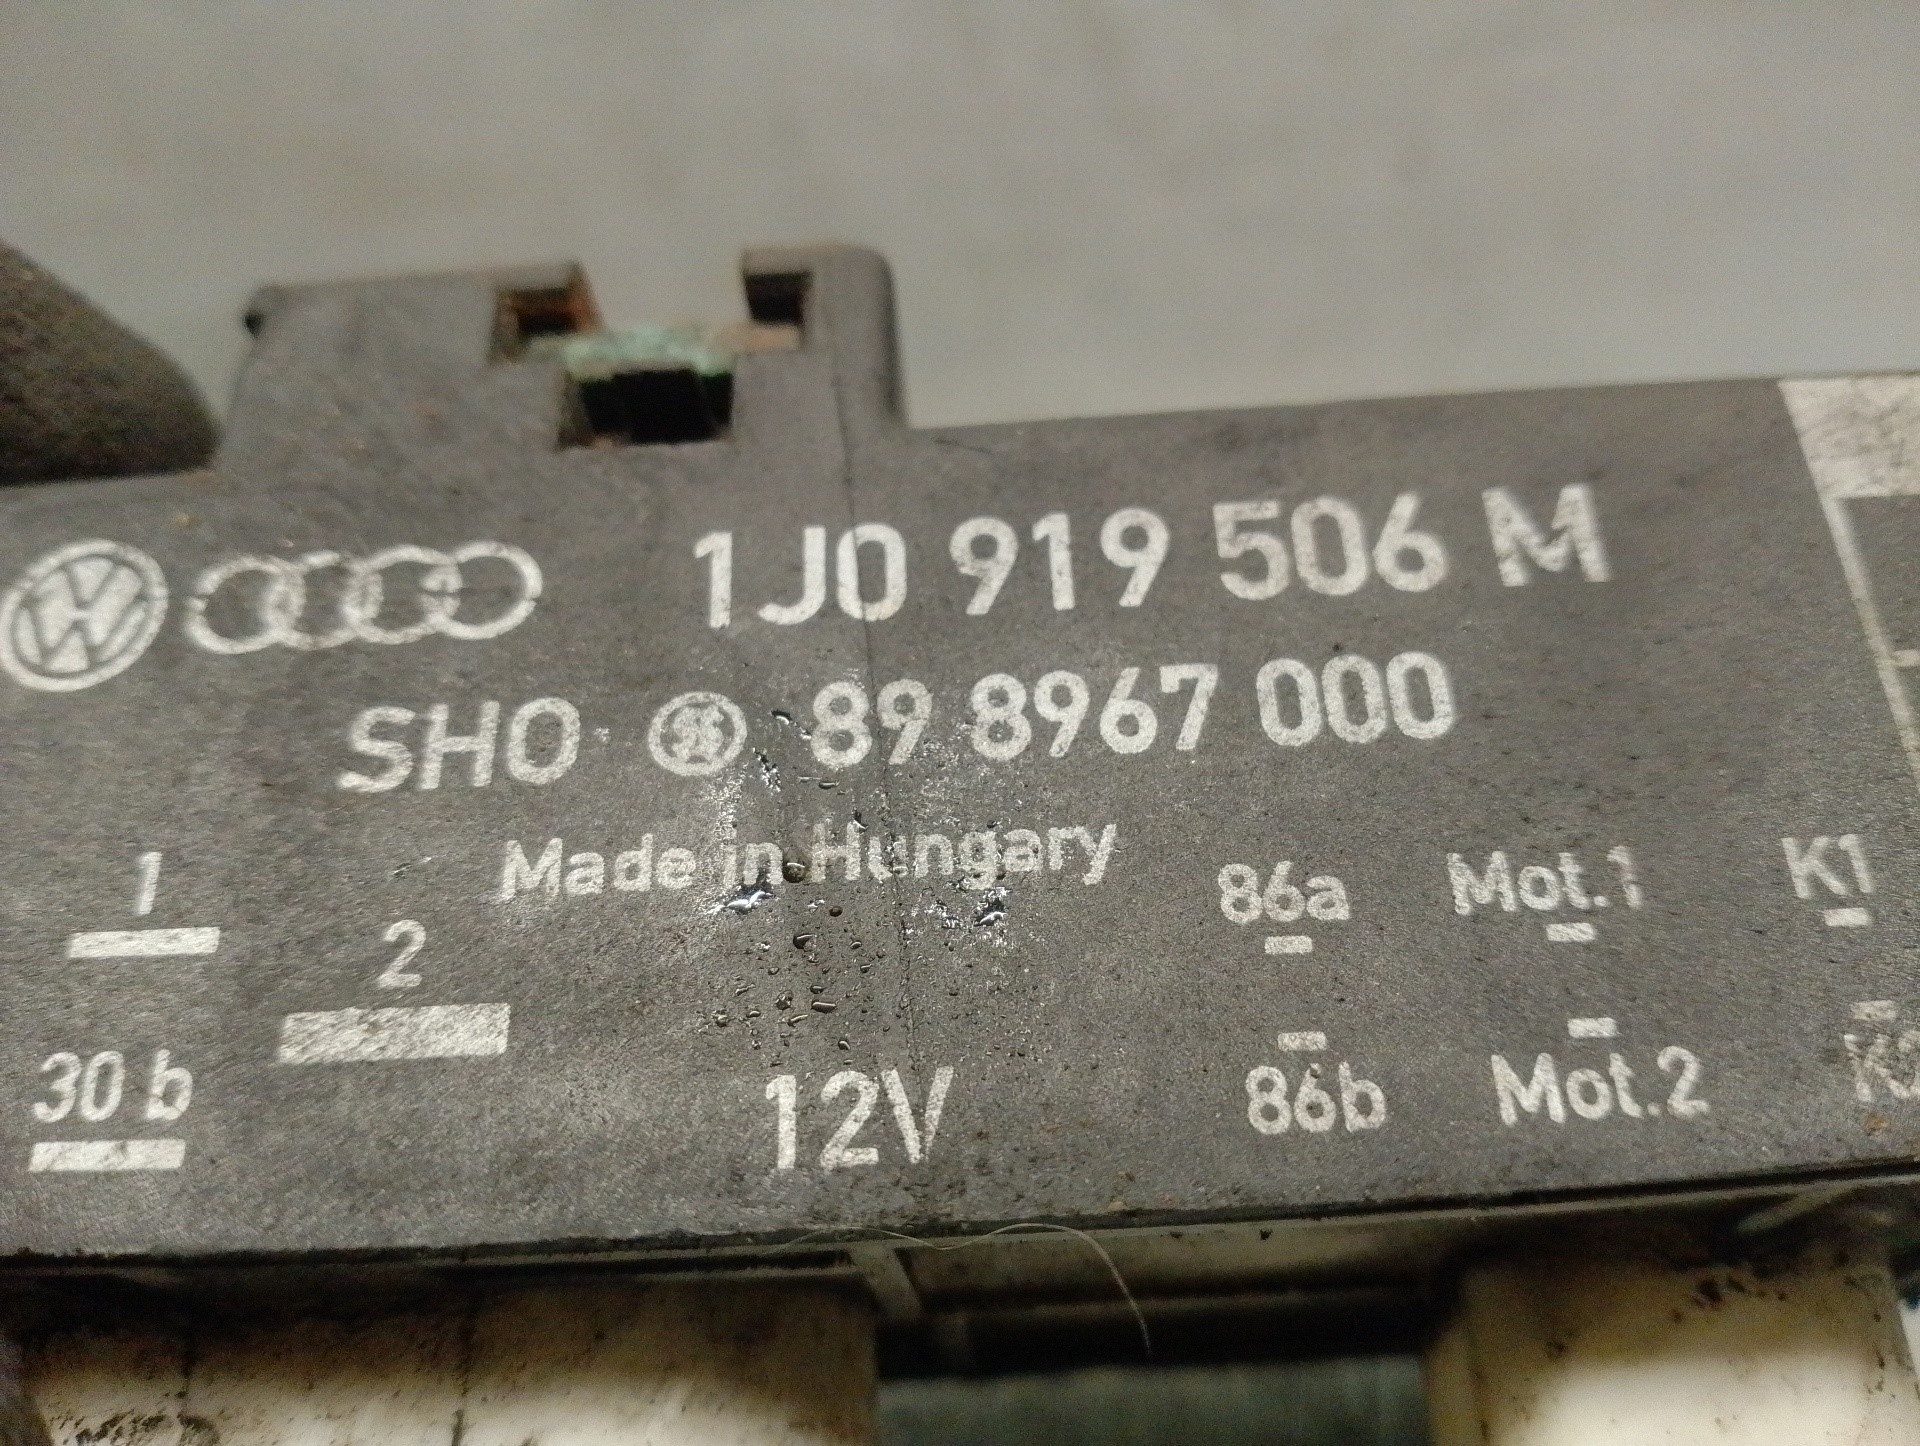 1J0 919 506 M
SHO 89 8967 000
Made in Hungary
1
2
30 b
12V
86a Mot.1 K1
86b Mot.2